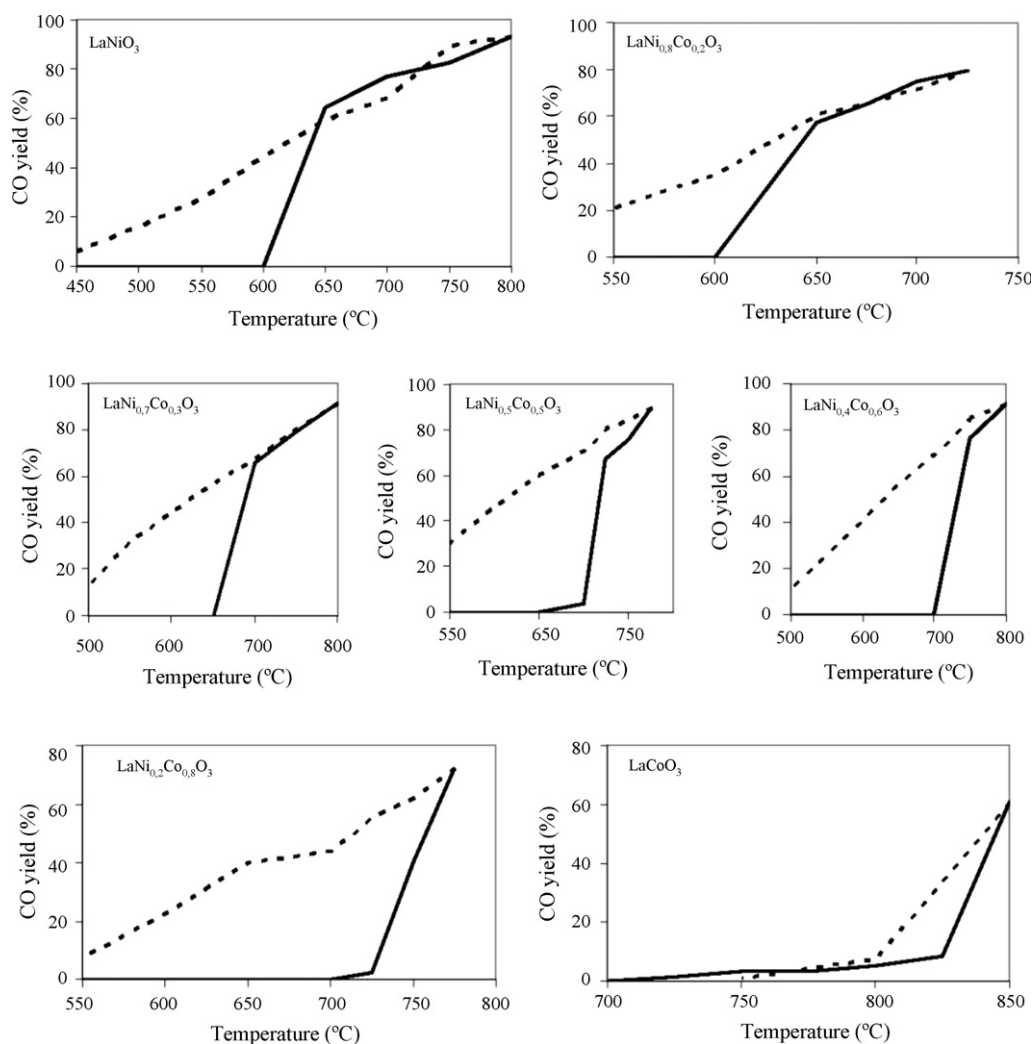 LaNiO3
CO yield (%)
100
80
60
40
20
0
450 500 550 600 650 700 750 800
Temperature (ºC)
LaNi0,8Co0,2O3
CO yield (%)
100
80
60
40
20
0
550 600 650 700 750
Temperature (ºC)
LaNi0,7Co0,3O3
CO yield (%)
100
80
60
40
20
0
500 600 700 800
Temperature (ºC)
LaNi0,5Co0,5O3
CO yield (%)
100
80
60
40
20
0
550 650 750
Temperature (ºC)
LaNi0,4Co0,6O3
CO yield (%)
100
80
60
40
20
0
500 600 700 800
Temperature (ºC)
LaNi0,2Co0,8O3
CO yield (%)
80
60
40
20
0
550 600 650 700 750 800
Temperature (ºC)
LaCoO3
CO yield (%)
80
60
40
20
0
700 750 800 850
Temperature (ºC)